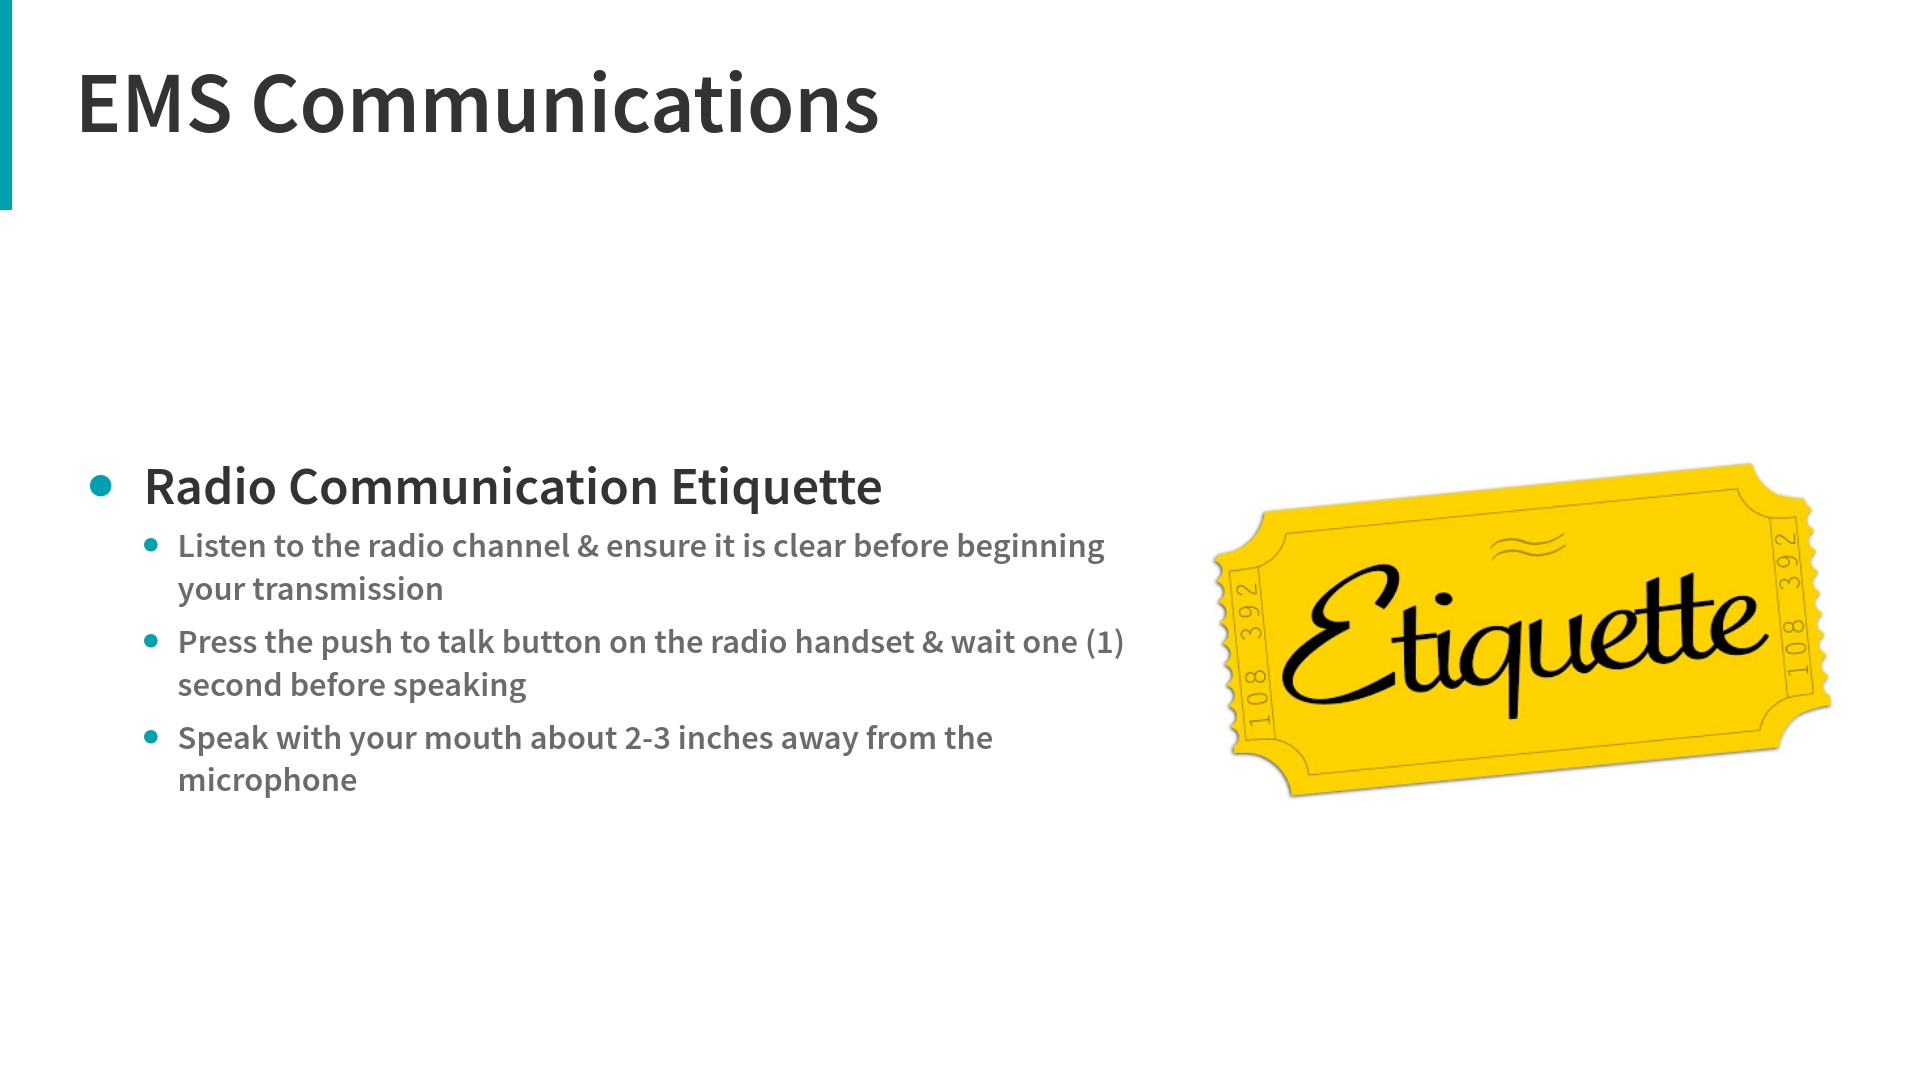 EMS Communications
Radio Communication Etiquette
Listen to the radio channel & ensure it is clear before beginning
your transmission
Press the push to talk button on the radio handset & wait one (1)
second before speaking
Speak with your mouth about 2-3 inches away from the
microphone
108 392
Etiquette
108 392